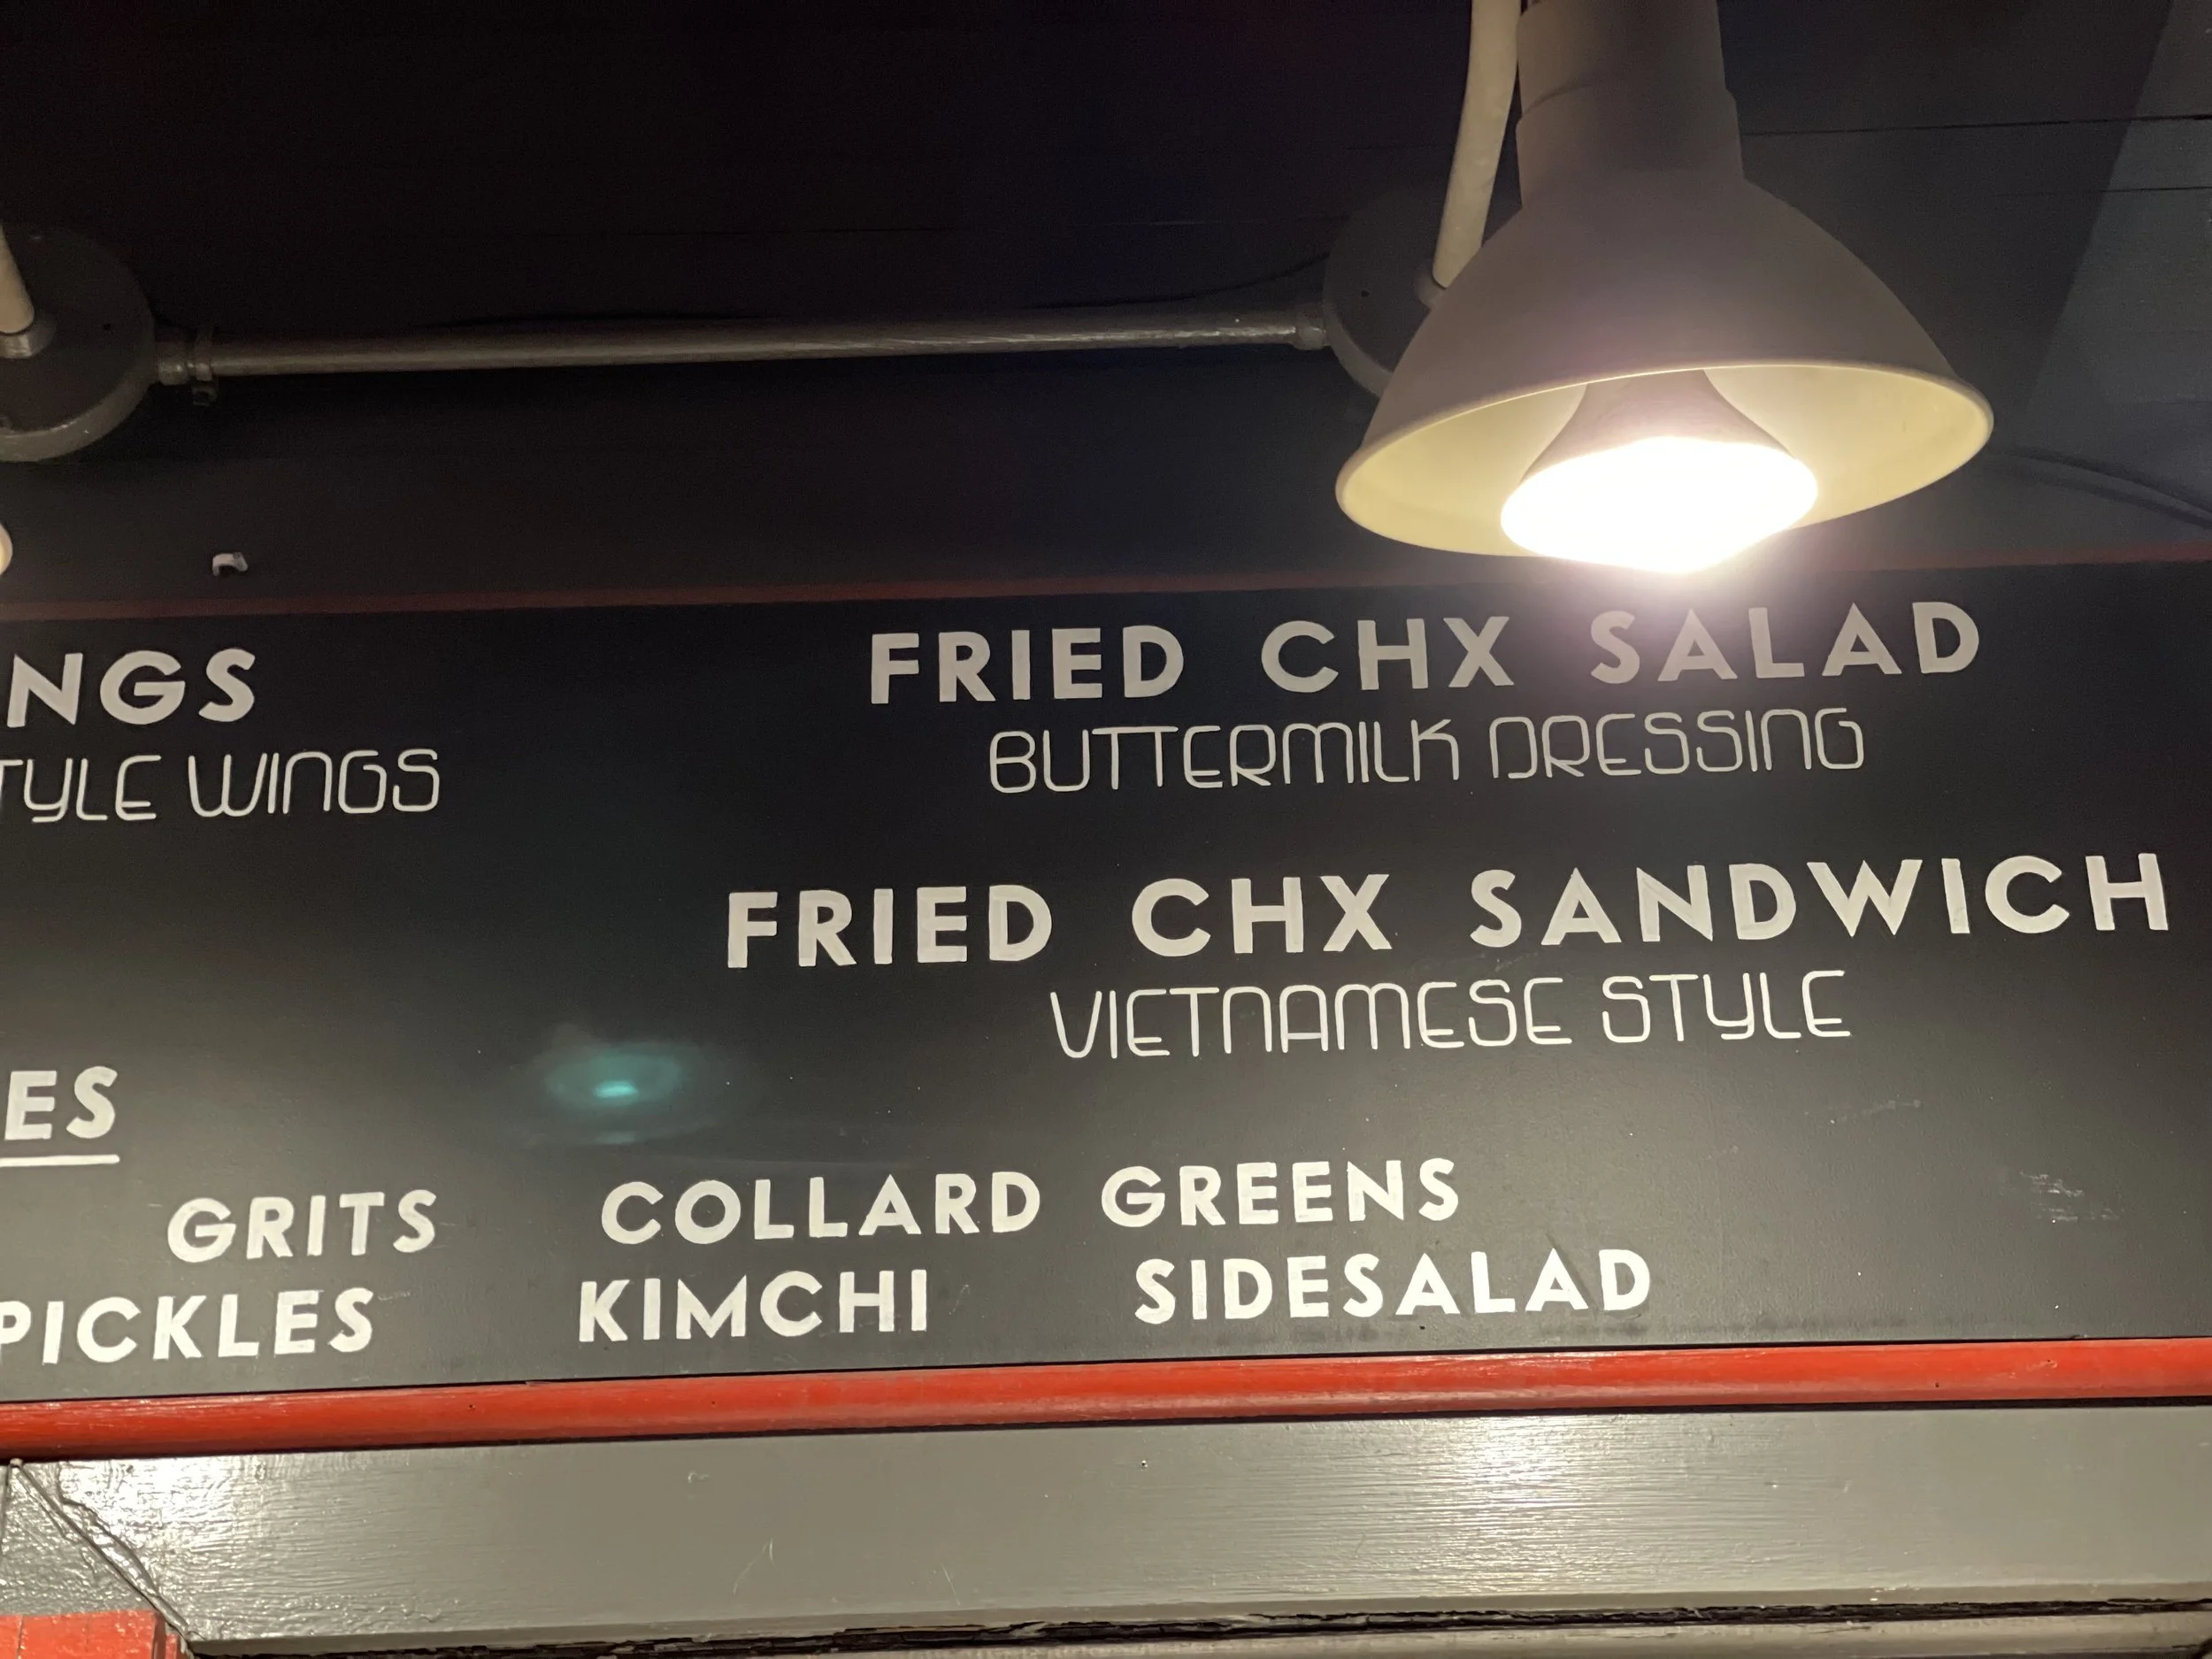 NGS
TYLE WINGS
FRIED CHX SALAD
BUTTERMILK DRESSING
FRIED CHX SANDWICH
VIETNAMESE STYLE
ES
GRITS COLLARD GREENS
PICKLES KIMCHI SIDESALAD